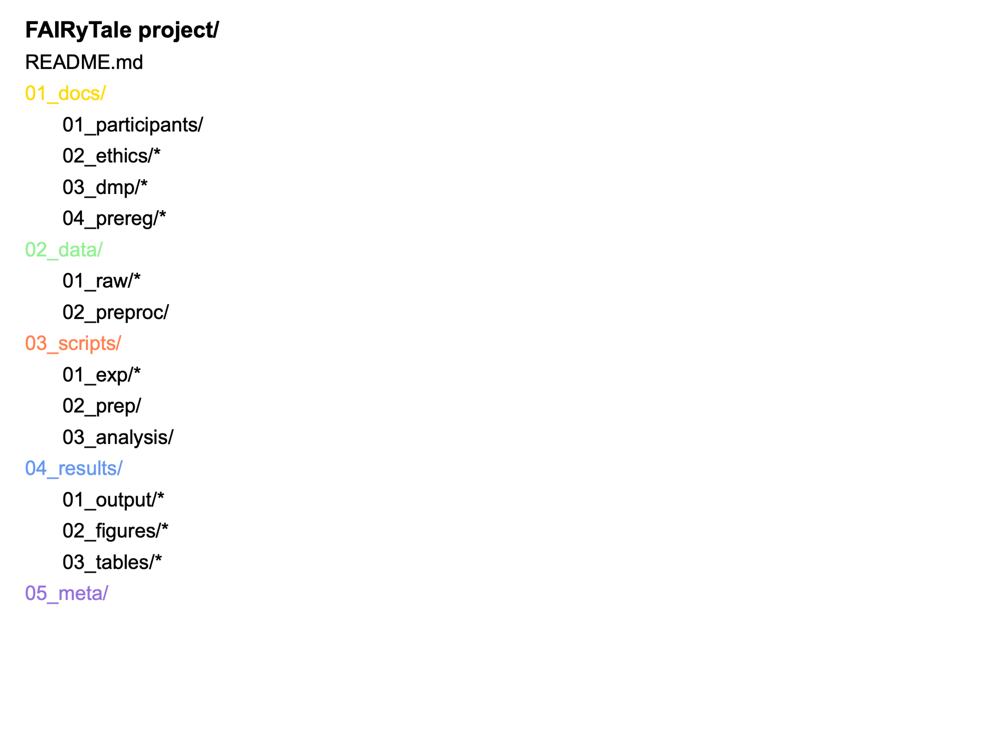 FAIRyTale project/
README.md
01_docs/
01_participants/
02_ethics/*
03_dmp/*
04_prereg/*
02_data/
01_raw/*
02_preproc/
03_scripts/
01_exp/*
02_prep/
03_analysis/
04_results/
01_output/*
02_figures/*
03_tables/*
05_meta/